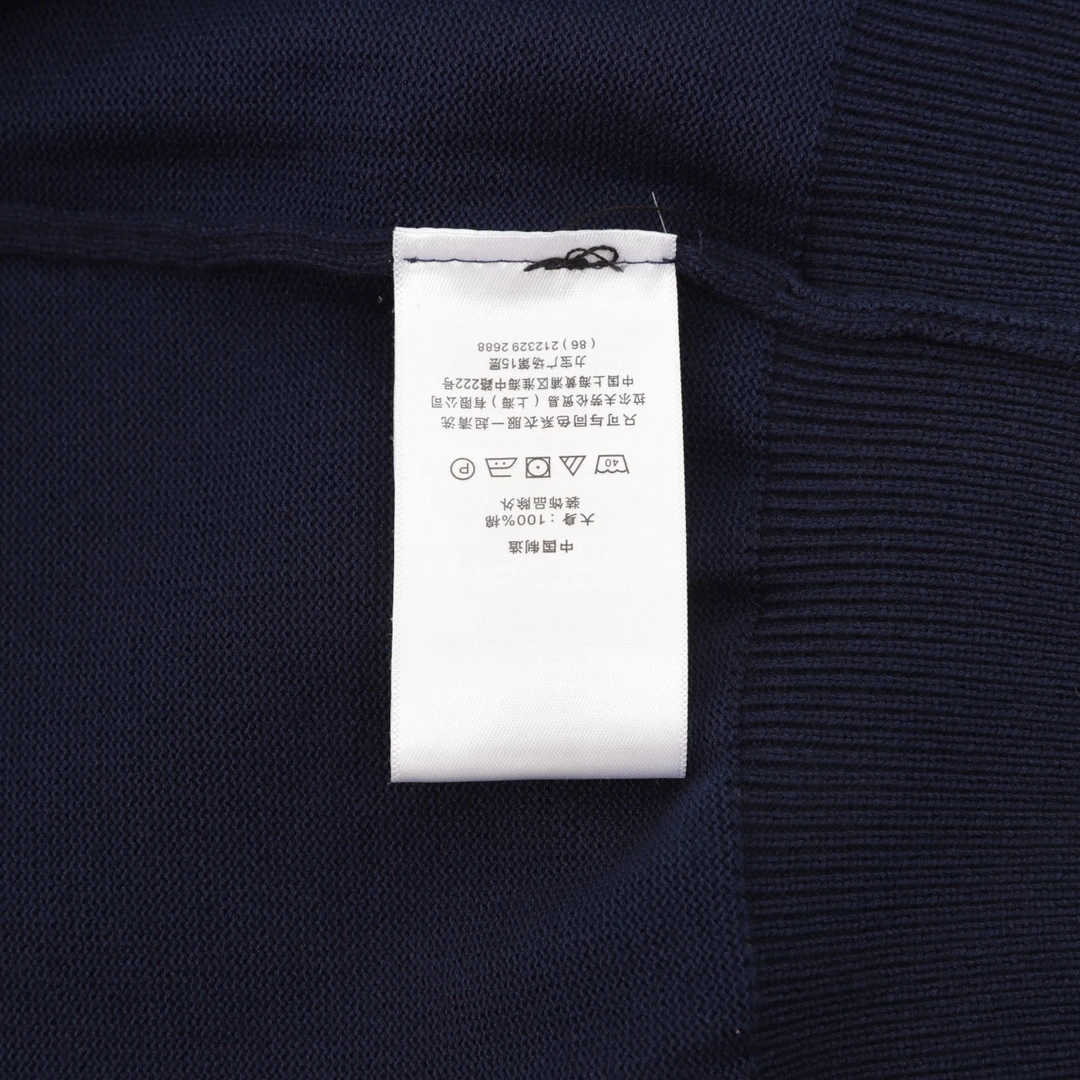 中国制造
大身：100%棉
装饰品除外
40 P
只可与同色系衣服一起清洗
拉尔夫劳伦贸易（上海）有限公司
中国上海黄浦区淮海中路222号
力宝广场第15层
(86) 212329 2688